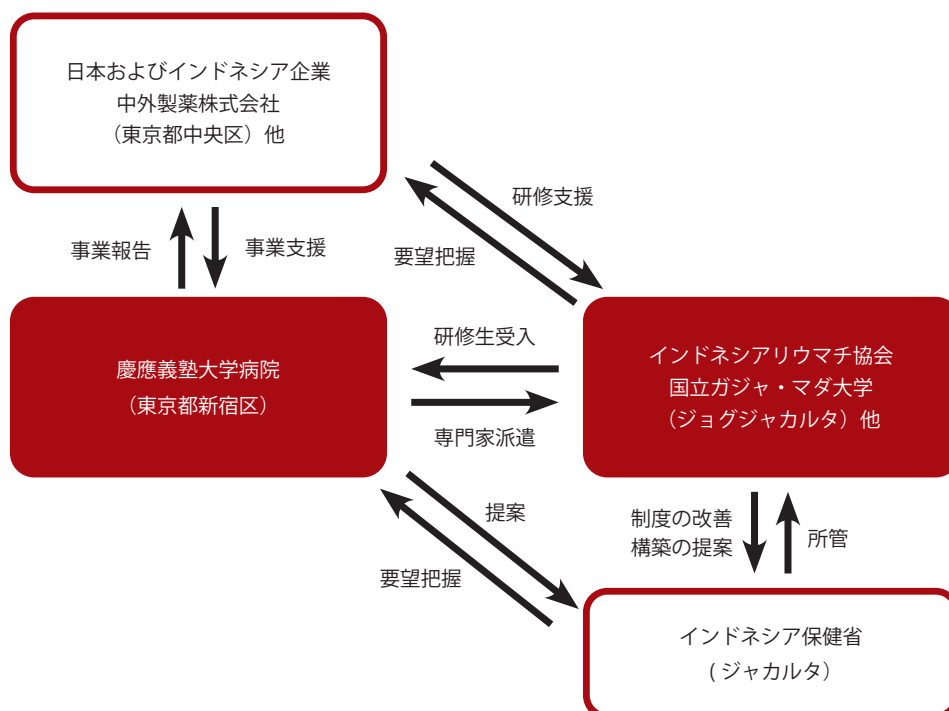 日本およびインドネシア企業
中外製薬株式会社
（東京都中央区）他
研修支援
要望把握
事業報告
事業支援
慶應義塾大学病院
（東京都新宿区）
研修生受入
専門家派遣
インドネシアリウマチ協会
国立ガジャ・マダ大学
（ジョグジャカルタ）他
提案
要望把握
制度の改善
構築の提案
所管
インドネシア保健省
( ジャカルタ）